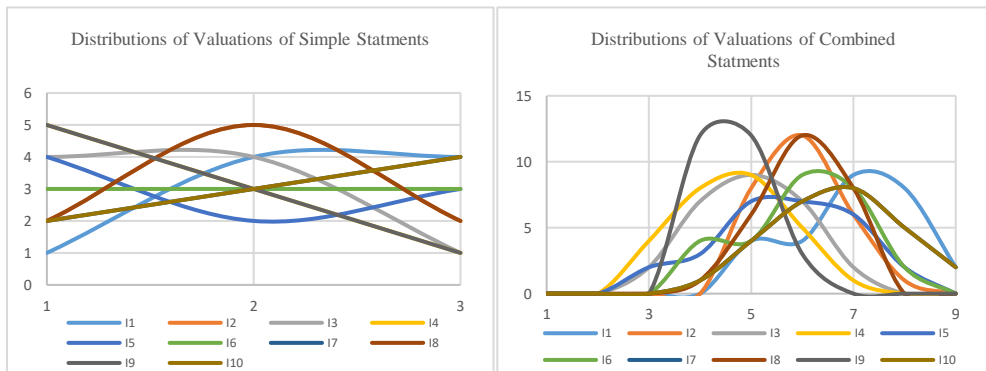 Distributions of Valuations of Simple Statments
6
5
4
3
2
1
0
1 2 3
I1 I2 I3 I4
I5 I6 I7 I8
I9 I10
Distributions of Valuations of Combined
Statments
15
10
5
0
1 3 5 7 9
I1 I2 I3 I4 I5
I6 I7 I8 I9 I10